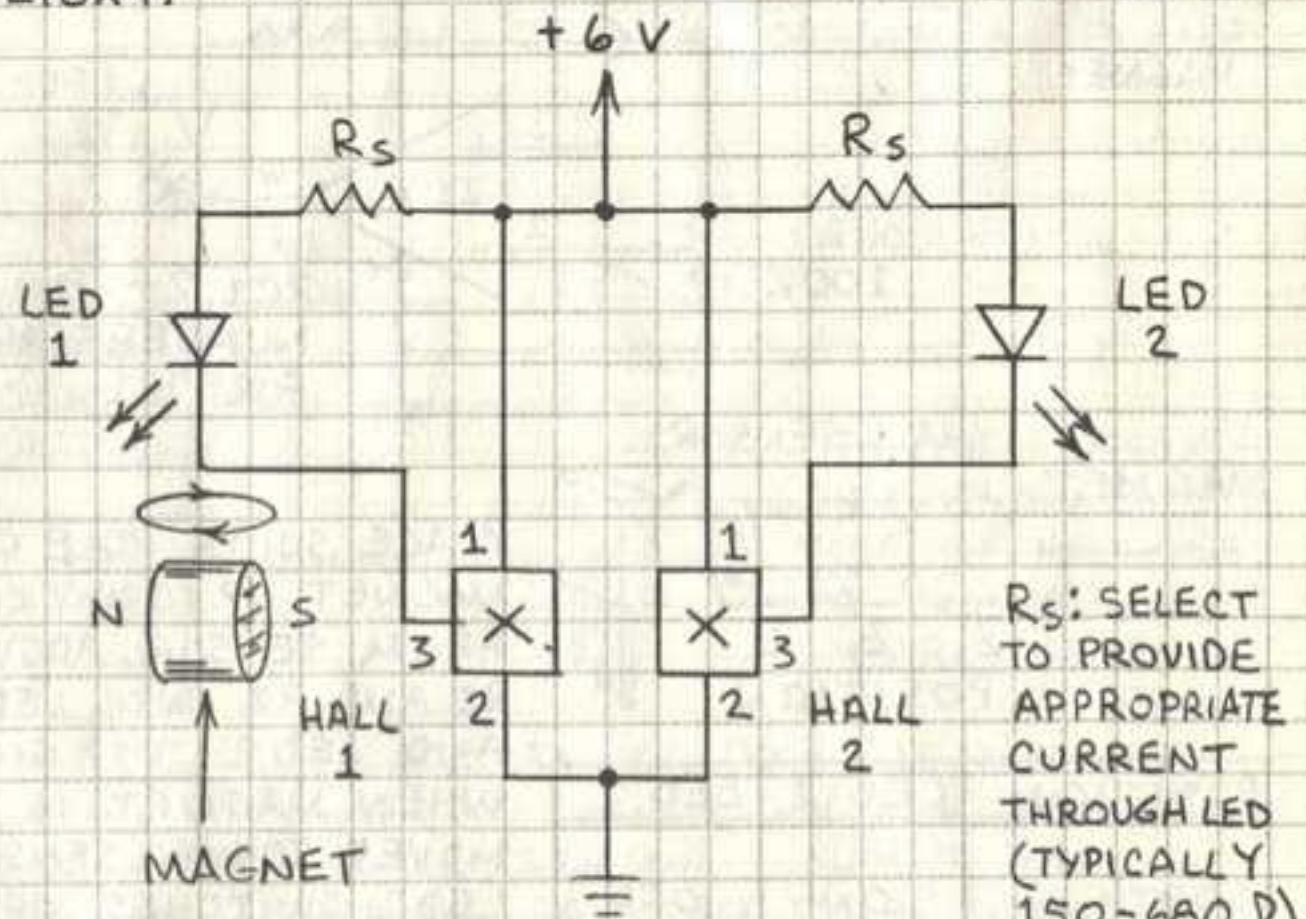 +6 V
RS
RS
LED
1
LED
2
1
1
N
S
3
3
HALL
1
2
2
HALL
2
MAGNET
RS: SELECT
TO PROVIDE
APPROPRIATE
CURRENT
THROUGH LED
(TYPICALLY